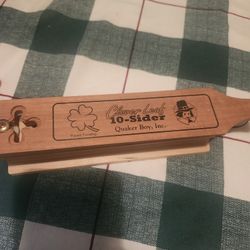 Clover Leaf
10-Sider
Quaker Boy, Inc.